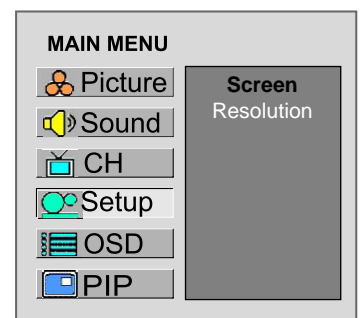 MAIN MENU
Picture
Sound
CH
Setup
OSD
PIP
Screen
Resolution